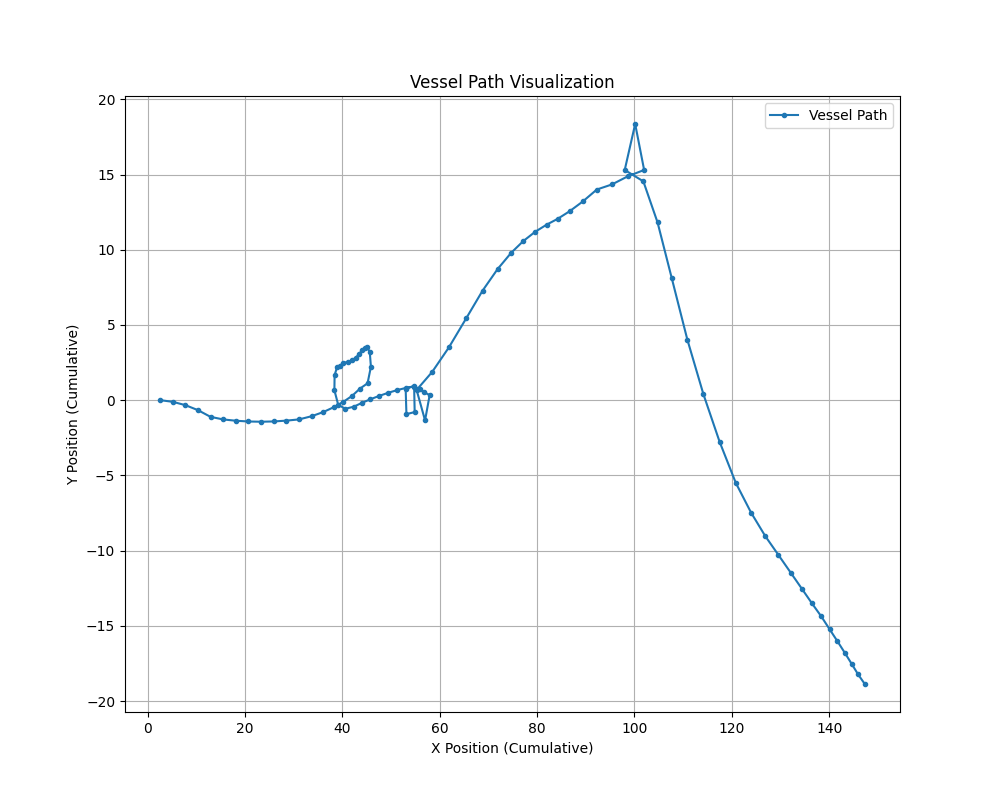 Vessel Path Visualization
Vessel Path
20
15
10
5
0
−5
−10
−15
−20
Y Position (Cumulative)
0 20 40 60 80 100 120 140
X Position (Cumulative)